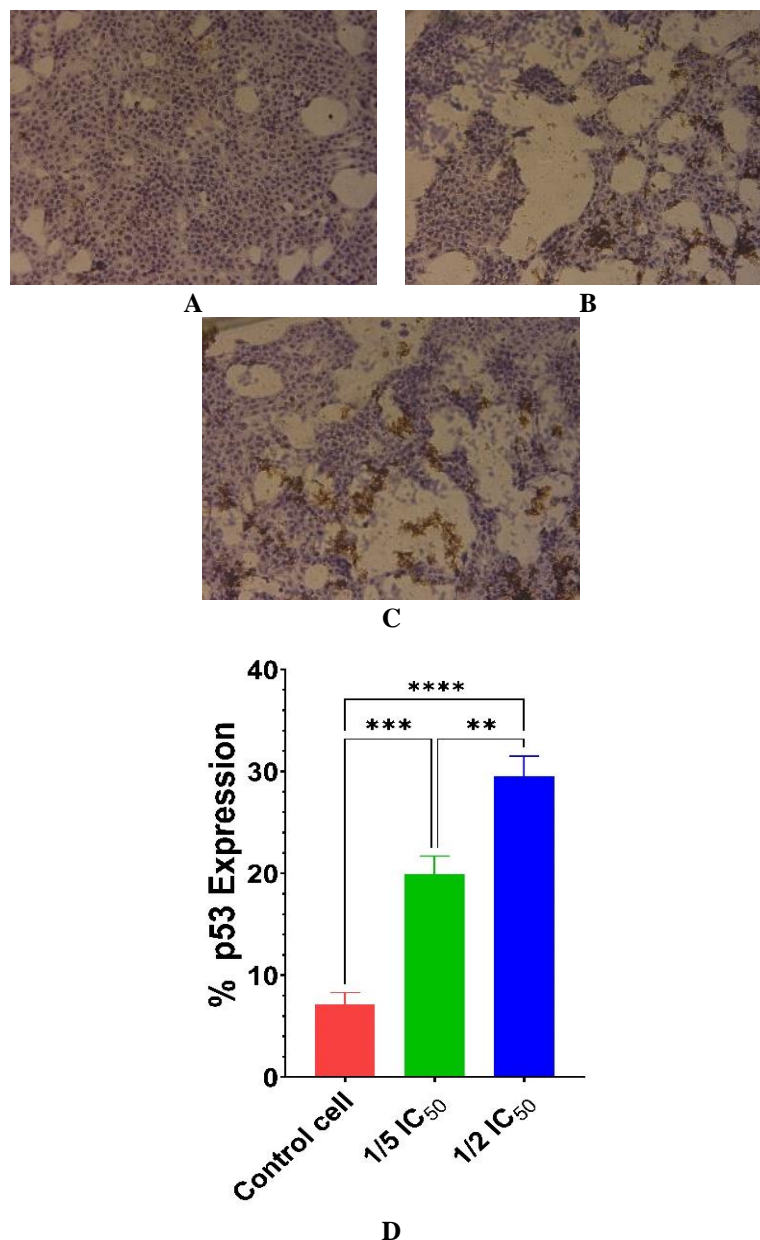 A
B
C
40
30
20
10
0
% p53 Expression
****
***
**
Control cell
1/5 IC₅₀
1/2 IC₅₀
D